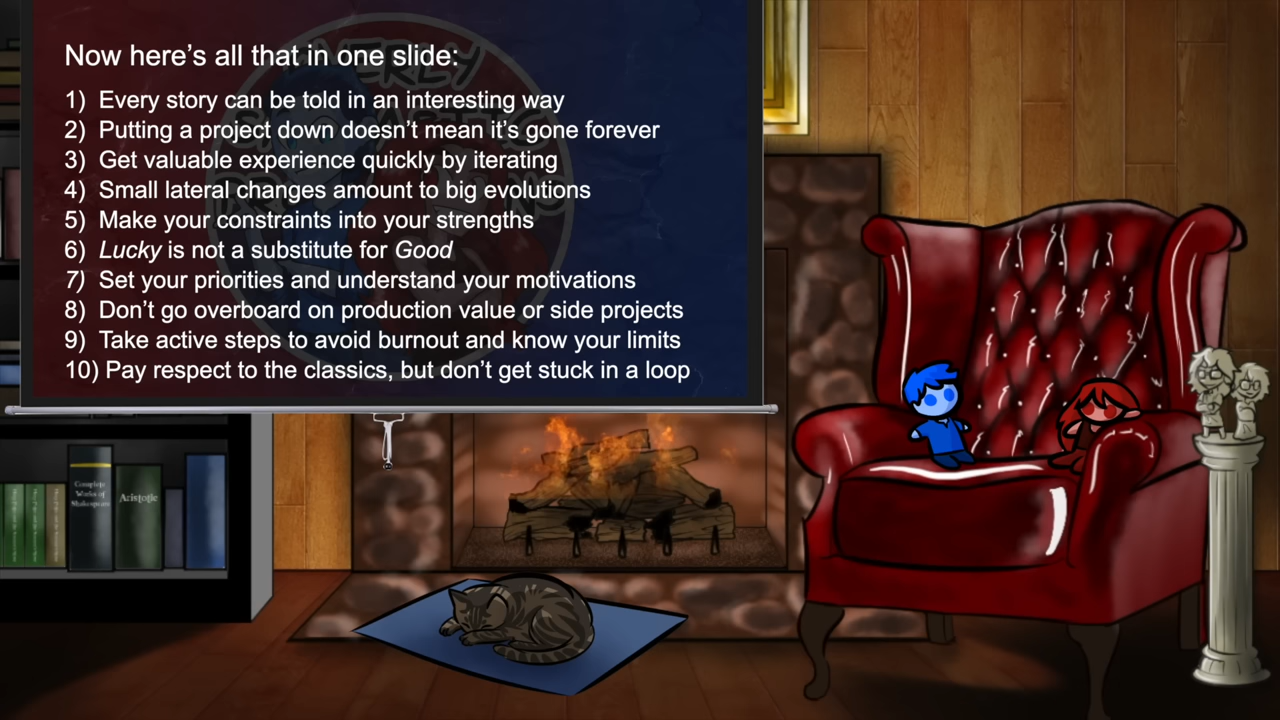 Now here’s all that in one slide:
1) Every story can be told in an interesting way
2) Putting a project down doesn’t mean it’s gone forever
3) Get valuable experience quickly by iterating
4) Small lateral changes amount to big evolutions
5) Make your constraints into your strengths
6) Lucky is not a substitute for Good
7) Set your priorities and understand your motivations
8) Don’t go overboard on production value or side projects
9) Take active steps to avoid burnout and know your limits
10) Pay respect to the classics, but don’t get stuck in a loop
Complete
Works of
Shakespeare
Aristotle